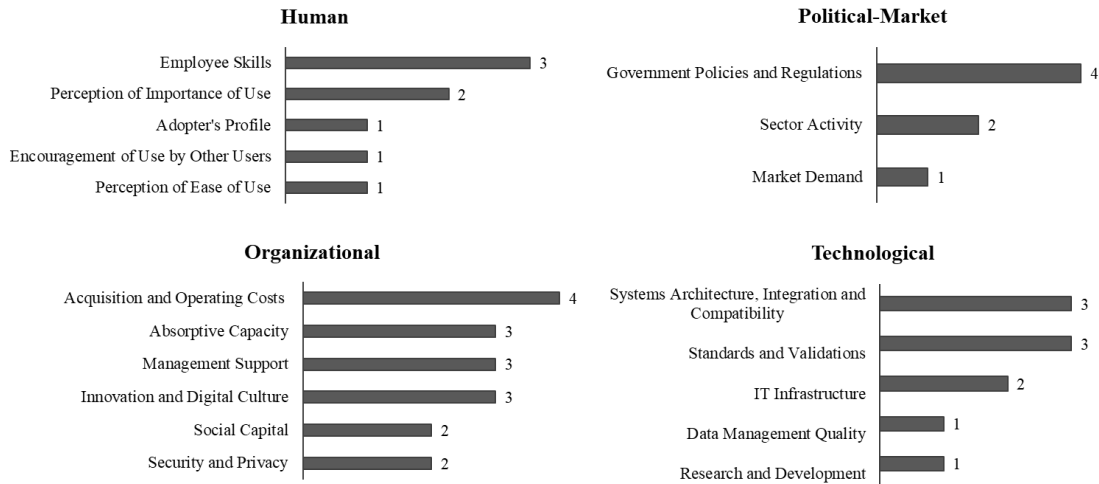 Human
Employee Skills 3
Perception of Importance of Use 2
Adopter's Profile 1
Encouragement of Use by Other Users 1
Perception of Ease of Use 1
Political-Market
Government Policies and Regulations 4
Sector Activity 2
Market Demand 1
Organizational
Acquisition and Operating Costs 4
Absorptive Capacity 3
Management Support 3
Innovation and Digital Culture 3
Social Capital 2
Security and Privacy 2
Technological
Systems Architecture, Integration and
Compatibility 3
Standards and Validations 3
IT Infrastructure 2
Data Management Quality 1
Research and Development 1